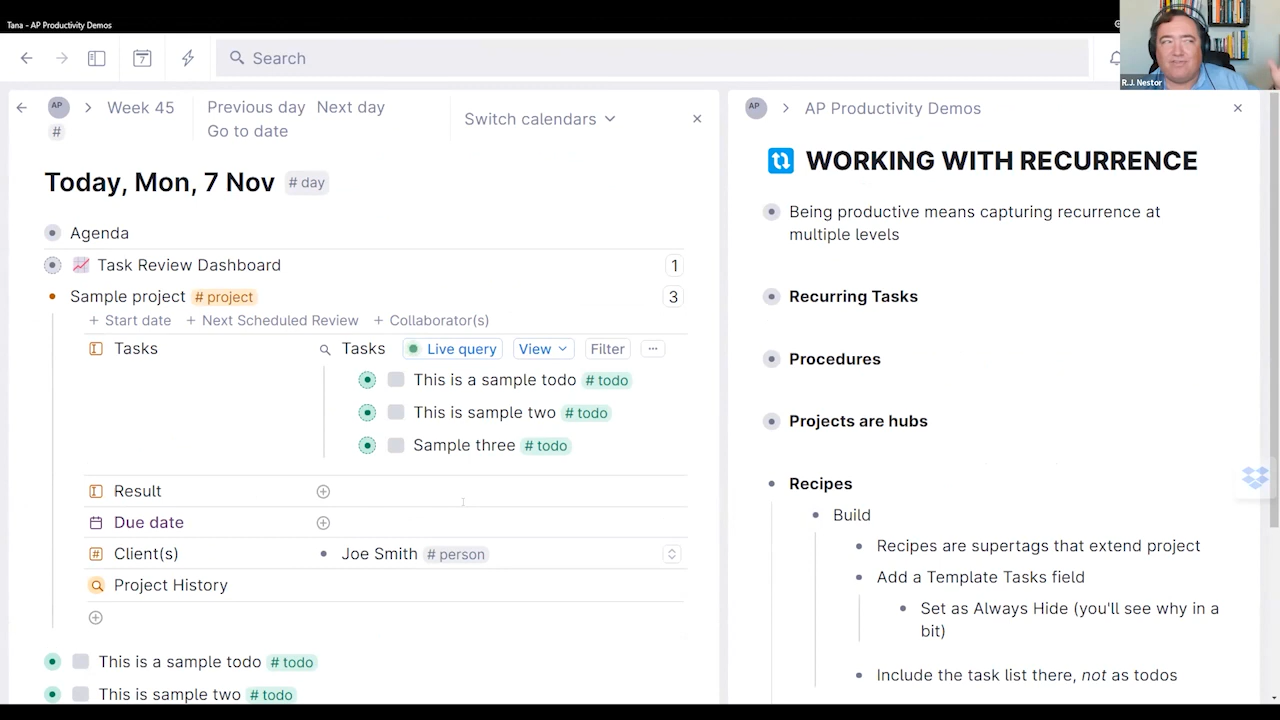 Tana - AP Productivity Demos
7
Search
R.J. Nestor
AP
Week 45
#
Previous day Next day
Go to date
Switch calendars
Today, Mon, 7 Nov # day
Agenda
Task Review Dashboard 1
Sample project # project 3
+ Start date + Next Scheduled Review + Collaborator(s)
Tasks
Tasks Live query View Filter ...
This is a sample todo # todo
This is sample two # todo
Sample three # todo
Result
Due date
Client(s) Joe Smith # person
Project History
This is a sample todo # todo
This is sample two # todo
AP
AP Productivity Demos
WORKING WITH RECURRENCE
Being productive means capturing recurrence at
multiple levels
Recurring Tasks
Procedures
Projects are hubs
Recipes
Build
Recipes are supertags that extend project
Add a Template Tasks field
Set as Always Hide (you'll see why in a
bit)
Include the task list there, not as todos